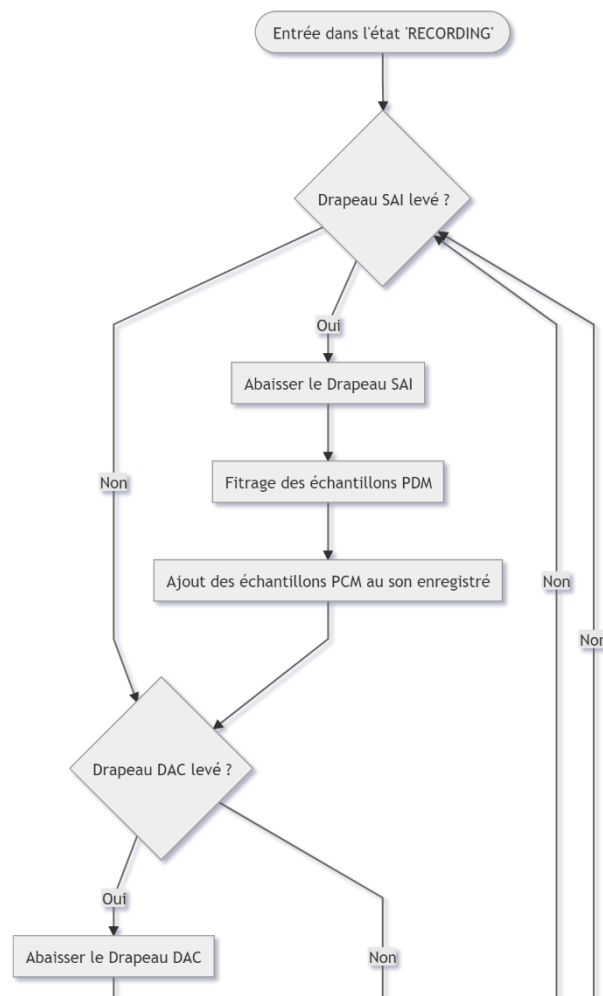 Entrée dans l'état 'RECORDING'
Drapeau SAI levé ?
Oui
Abaisser le Drapeau SAI
Non
Fitrage des échantillons PDM
Ajout des échantillons PCM au son enregistré
Non
Non
Drapeau DAC levé ?
Oui
Abaisser le Drapeau DAC
Non